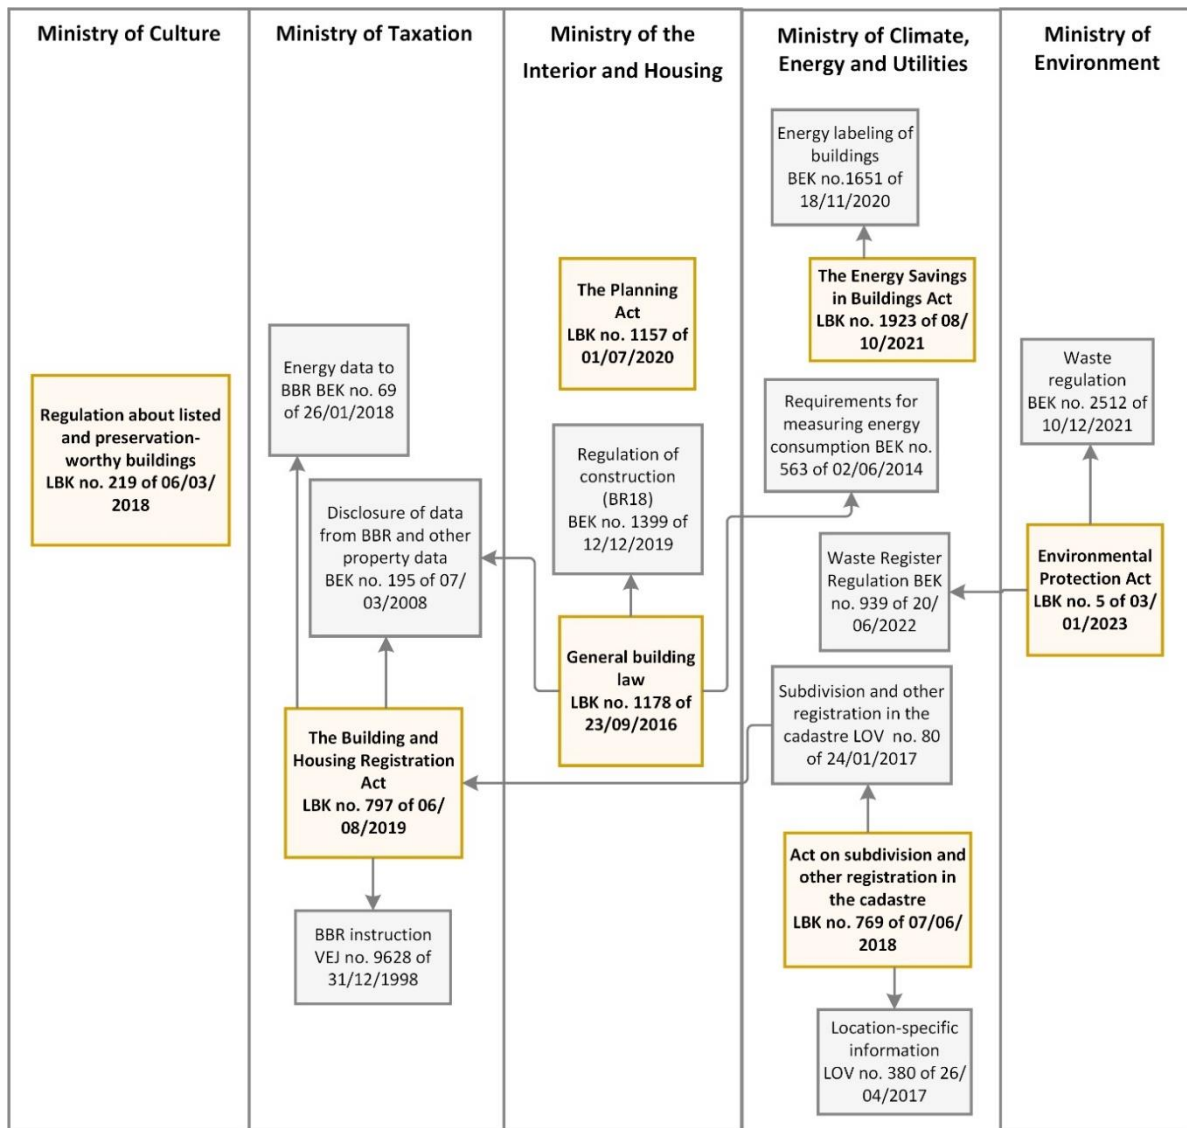 Ministry of Culture
Ministry of Taxation
Ministry of the
Interior and Housing
Ministry of Climate,
Energy and Utilities
Ministry of
Environment
Regulation about listed
and preservation-
worthy buildings
LBK no. 219 of 06/03/
2018
Energy data to
BBR BEK no. 69
of 26/01/2018
Disclosure of data
from BBR and other
property data
BEK no. 195 of 07/
03/2008
The Building and
Housing Registration
Act
LBK no. 797 of 06/
08/2019
BBR instruction
VEJ no. 9628 of
31/12/1998
The Planning
Act
LBK no. 1157 of
01/07/2020
Regulation of
construction
(BR18)
BEK no. 1399 of
12/12/2019
General building
law
LBK no. 1178 of
23/09/2016
Energy labeling of
buildings
BEK no.1651 of
18/11/2020
The Energy Savings
in Buildings Act
LBK no. 1923 of 08/
10/2021
Requirements for
measuring energy
consumption BEK no.
563 of 02/06/2014
Waste Register
Regulation BEK
no. 939 of 20/
06/2022
Subdivision and other
registration in the
cadastre LOV  no. 80
of 24/01/2017
Act on subdivision and
other registration in
the cadastre
LBK no. 769 of 07/06/
2018
Location-specific
information
LOV no. 380 of 26/
04/2017
Waste
regulation
BEK no. 2512 of
10/12/2021
Environmental
Protection Act
LBK no. 5 of 03/
01/2023